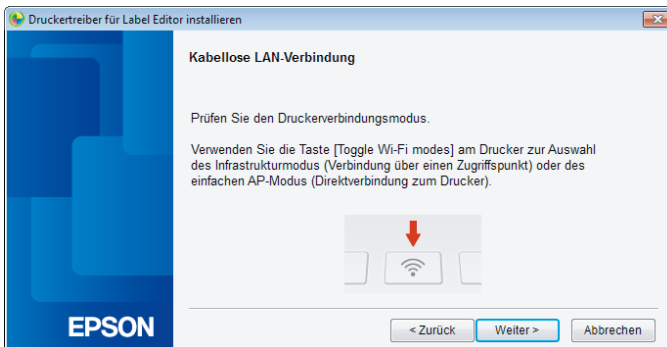 Druckertreiber für Label Editor installieren
Kabellose LAN-Verbindung
Prüfen Sie den Druckerverbindungsmodus.
Verwenden Sie die Taste [Toggle Wi-Fi modes] am Drucker zur Auswahl
des Infrastrukturmodus (Verbindung über einen Zugriffspunkt) oder des
einfachen AP-Modus (Direktverbindung zum Drucker).
EPSON
< Zurück Weiter > Abbrechen